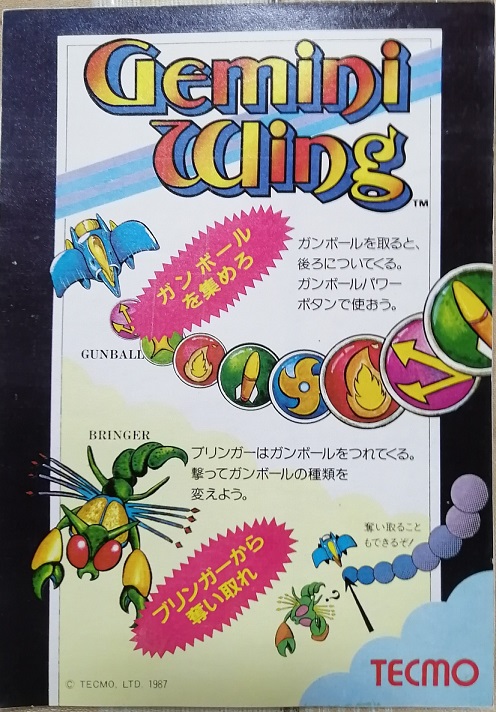 Gemini
Wing™
ガンボール
を集めろ
ガンボールを取ると、
後ろについてくる。
ガンボールパワー
ボタンで使おう。
GUNBALL
BRINGER
ブリンガーはガンボールをつれてくる。
撃ってガンボールの種類を
変えよう。
奪い取ること
もできるぞ!
ブリンガーから
奪い取れ
?
TECMO
© TECMO, LTD. 1987